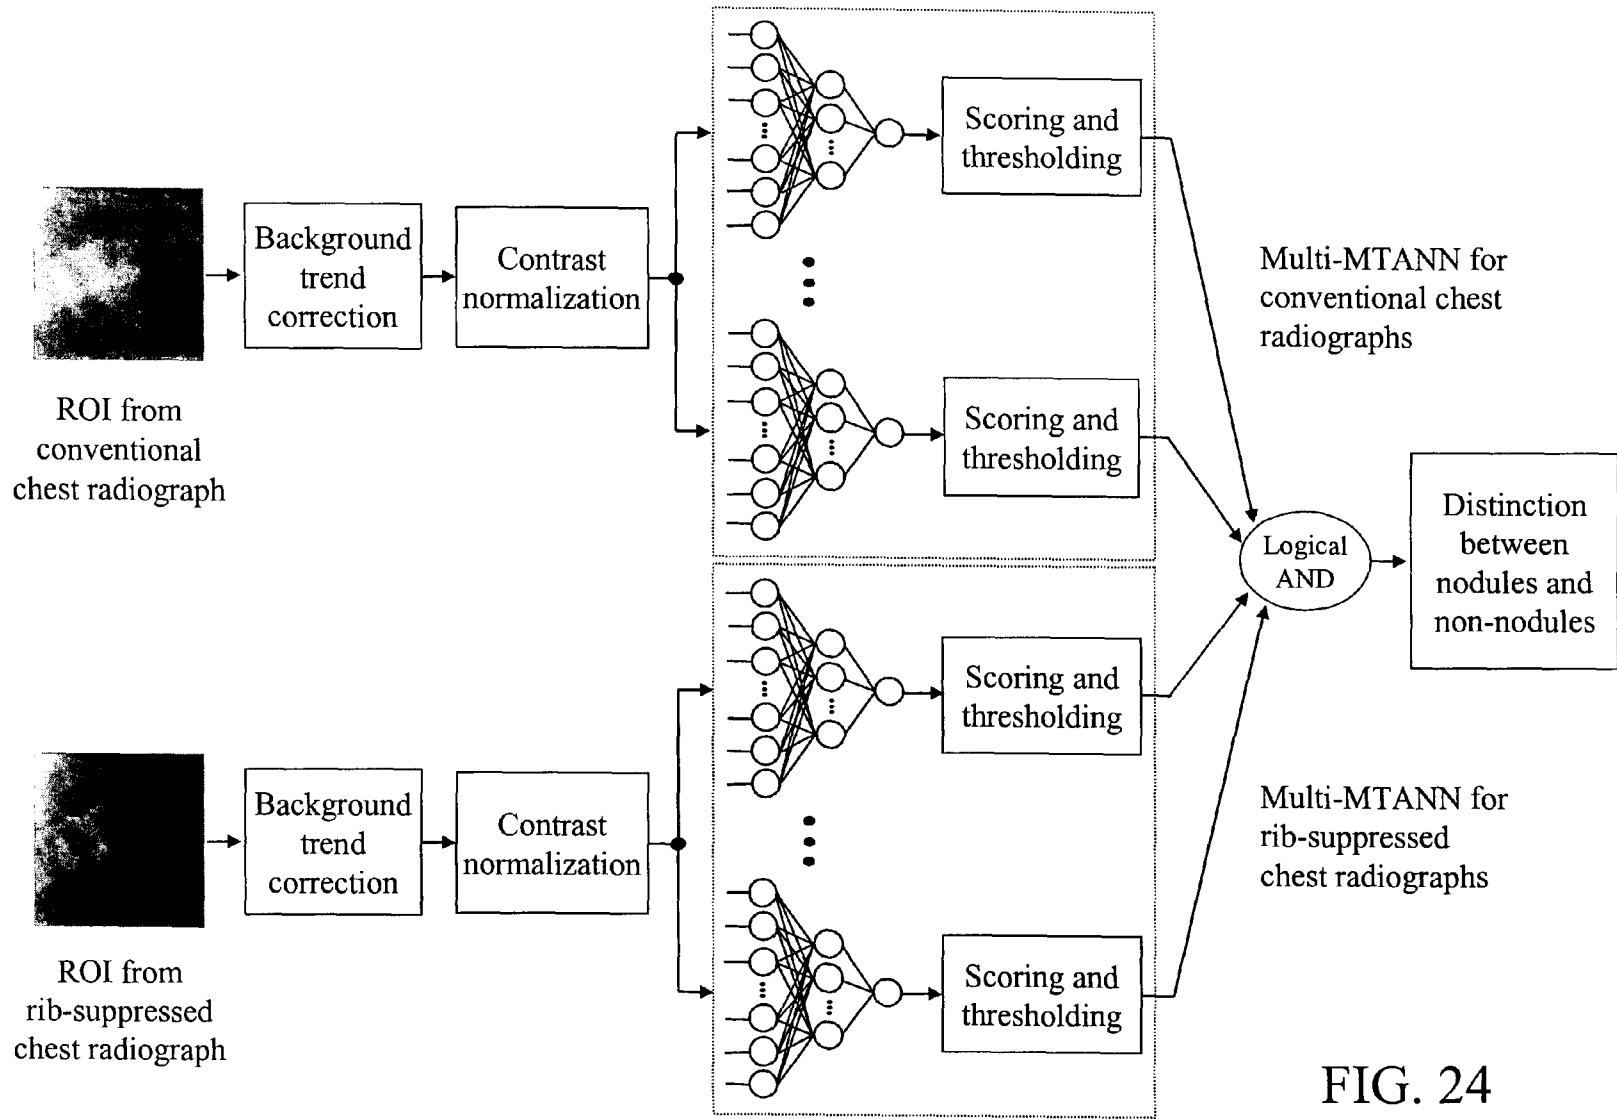 ROI from
conventional
chest radiograph
Background
trend
correction
Contrast
normalization
Scoring and
thresholding
Scoring and
thresholding
Multi-MTANN for
conventional chest
radiographs
ROI from
rib-suppressed
chest radiograph
Background
trend
correction
Contrast
normalization
Scoring and
thresholding
Scoring and
thresholding
Multi-MTANN for
rib-suppressed
chest radiographs
Logical
AND
Distinction
between
nodules and
non-nodules
FIG. 24